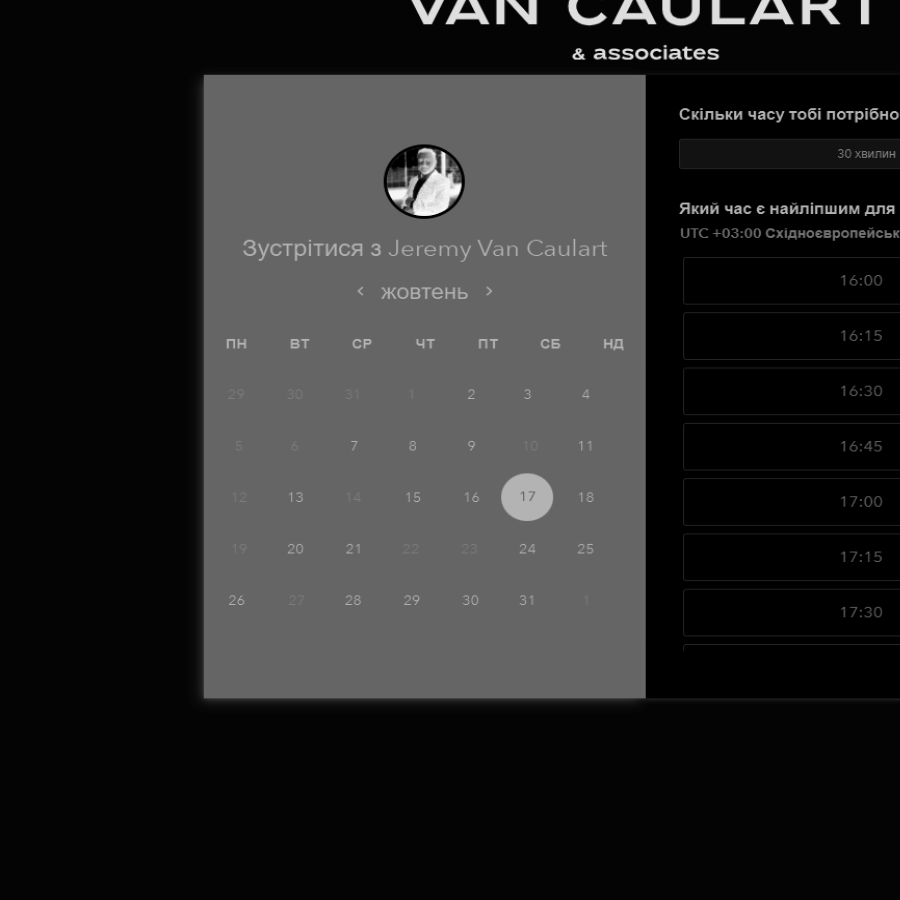 VAN CAULART
& associates
Зустрітися з Jeremy Van Caulart
жовтень
ПН ВТ СР ЧТ ПТ СБ НД
29 30 31 1 2 3 4
5 6 7 8 9 10 11
12 13 14 15 16 17 18
19 20 21 22 23 24 25
26 27 28 29 30 31 1
Скільки часу тобі потрібно
30 хвилин
Який час є найліпшим для
UTC +03:00
16:00
16:15
16:30
16:45
17:00
17:15
17:30